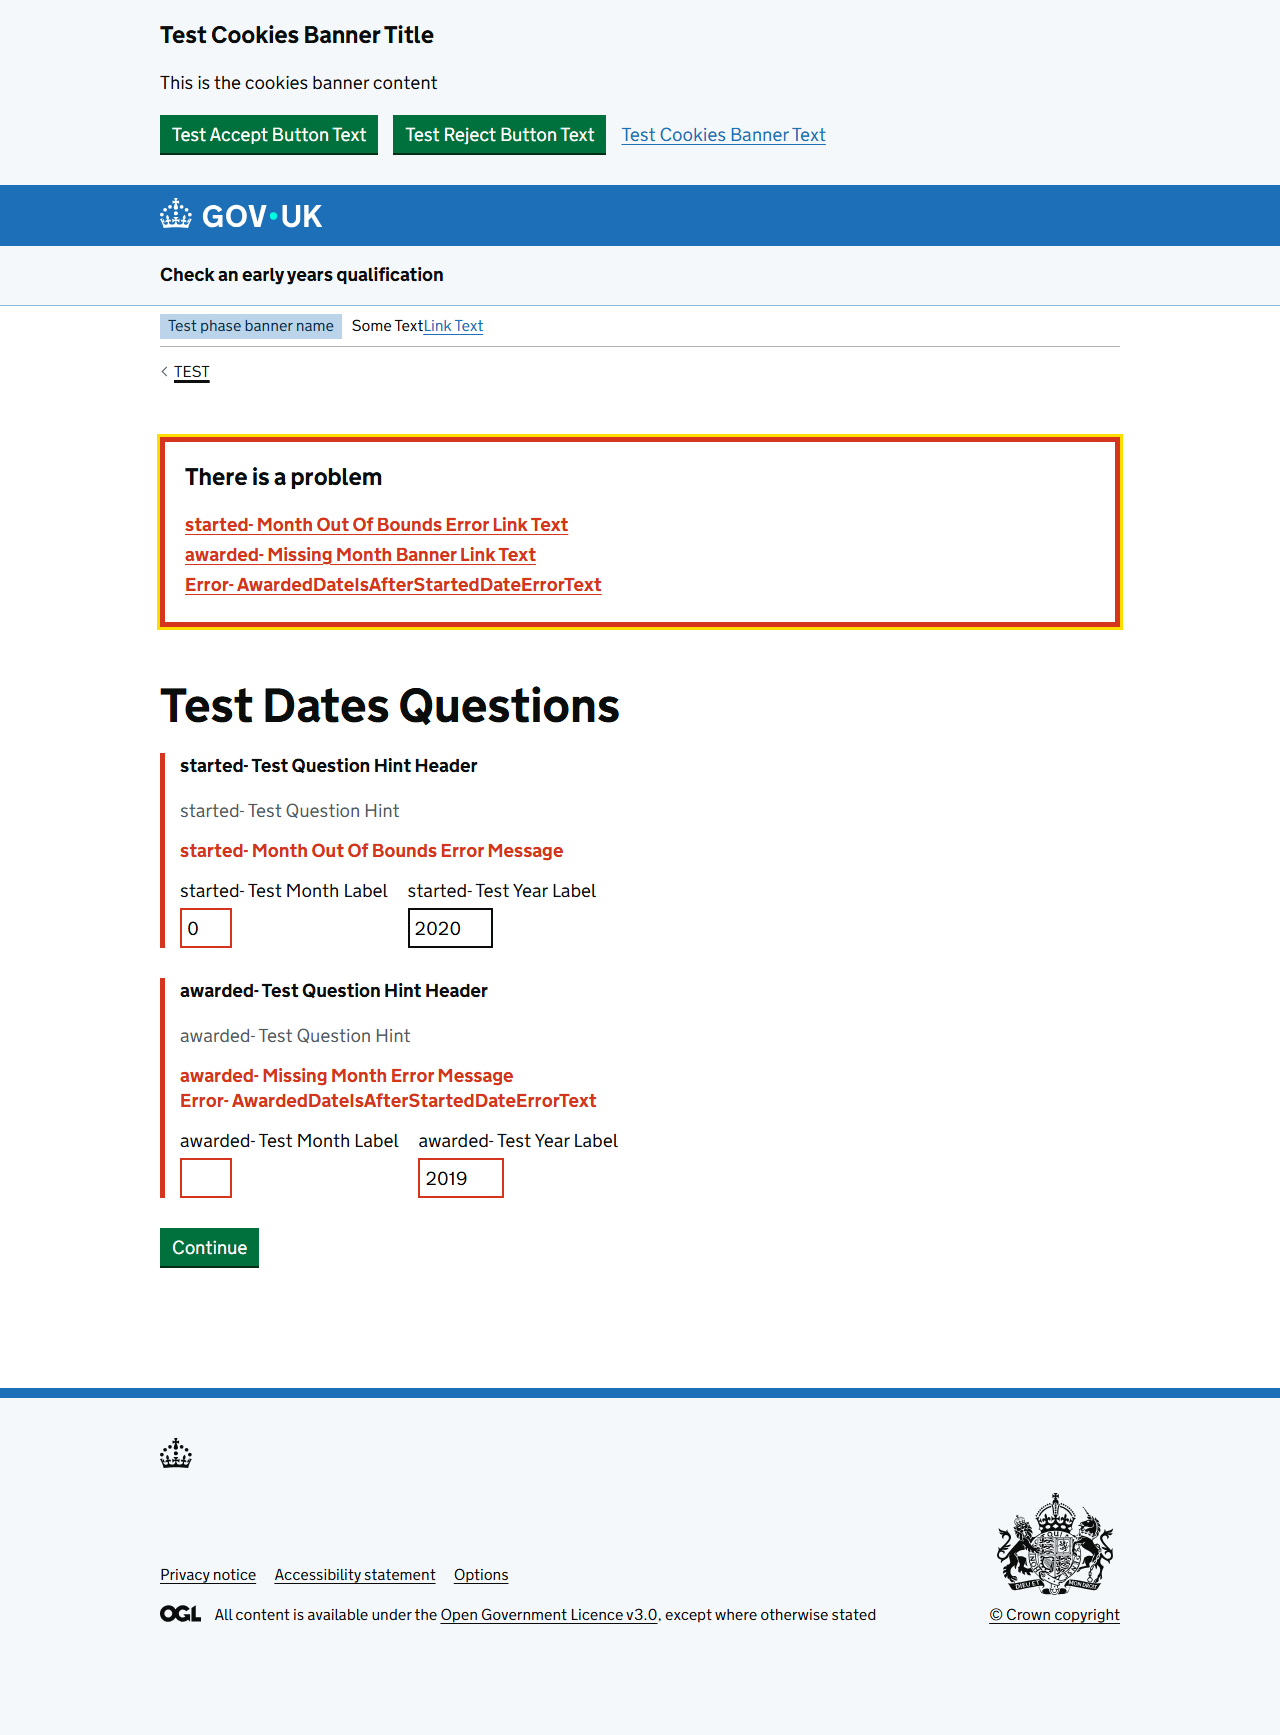 Test Cookies Banner Title
This is the cookies banner content
Test Accept Button Text Test Reject Button Text Test Cookies Banner Text
GOV·UK
Check an early years qualification
Test phase banner name Some TextLink Text
TEST
There is a problem
started- Month Out Of Bounds Error Link Text
awarded- Missing Month Banner Link Text
Error- AwardedDateIsAfterStartedDateErrorText
Test Dates Questions
started- Test Question Hint Header
started- Test Question Hint
started- Month Out Of Bounds Error Message
started- Test Month Label started- Test Year Label
0 2020
awarded- Test Question Hint Header
awarded- Test Question Hint
awarded- Missing Month Error Message
Error- AwardedDateIsAfterStartedDateErrorText
awarded- Test Month Label awarded- Test Year Label
2019
Continue
Privacy notice Accessibility statement Options
OGL All content is available under the Open Government Licence v3.0, except where otherwise stated
© Crown copyright